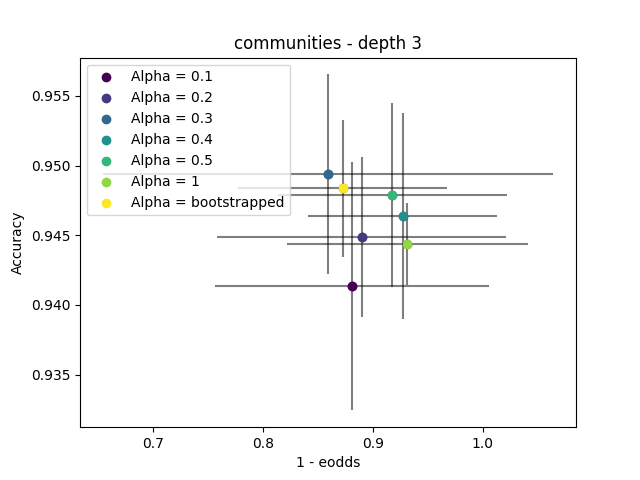 communities - depth 3
Alpha = 0.1
Alpha = 0.2
Alpha = 0.3
Alpha = 0.4
Alpha = 0.5
Alpha = 1
Alpha = bootstrapped
Accuracy
0.955
0.950
0.945
0.940
0.935
0.7 0.8 0.9 1.0
1 - eodds